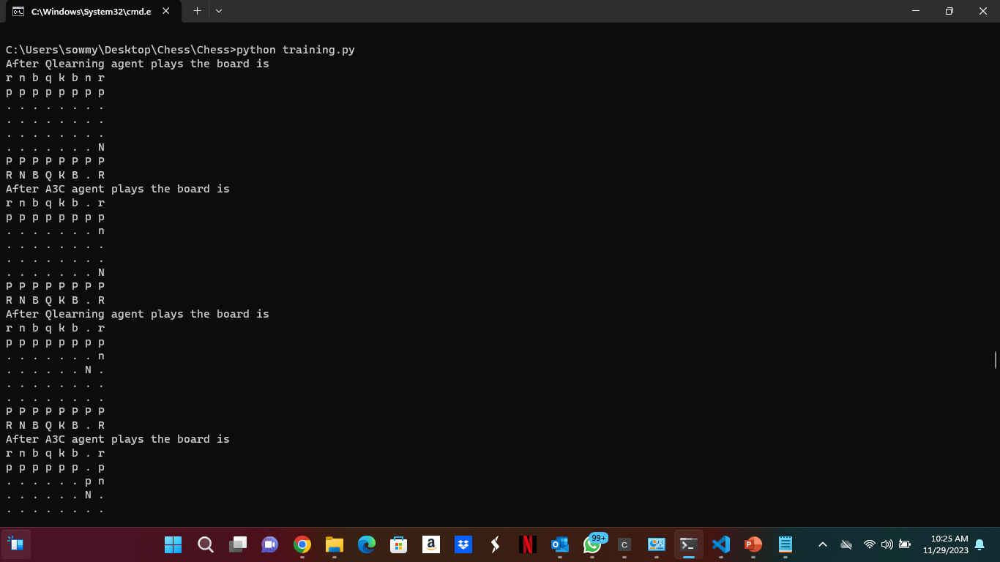 C:\Windows\System32\cmd.e
C:\Users\sowmy\Desktop\Chess\Chess>python training.py
After Qlearning agent plays the board is
r n b q k b n r
p p p p p p p p
. . . . . . . .
. . . . . . . .
. . . . . . . .
. . . . . . . N
P P P P P P P P
R N B Q K B . R
After A3C agent plays the board is
r n b q k b . r
p p p p p p p p
. . . . . . . n
. . . . . . . .
. . . . . . . .
. . . . . . . N
P P P P P P P P
R N B Q K B . R
After Qlearning agent plays the board is
r n b q k b . r
p p p p p p p p
. . . . . . . n
. . . . . . N .
. . . . . . . .
. . . . . . . .
P P P P P P P P
R N B Q K B . R
After A3C agent plays the board is
r n b q k b . r
p p p p p p . p
. . . . . . p n
. . . . . . N .
. . . . . . . .
99+
10:25 AM
11/29/2023